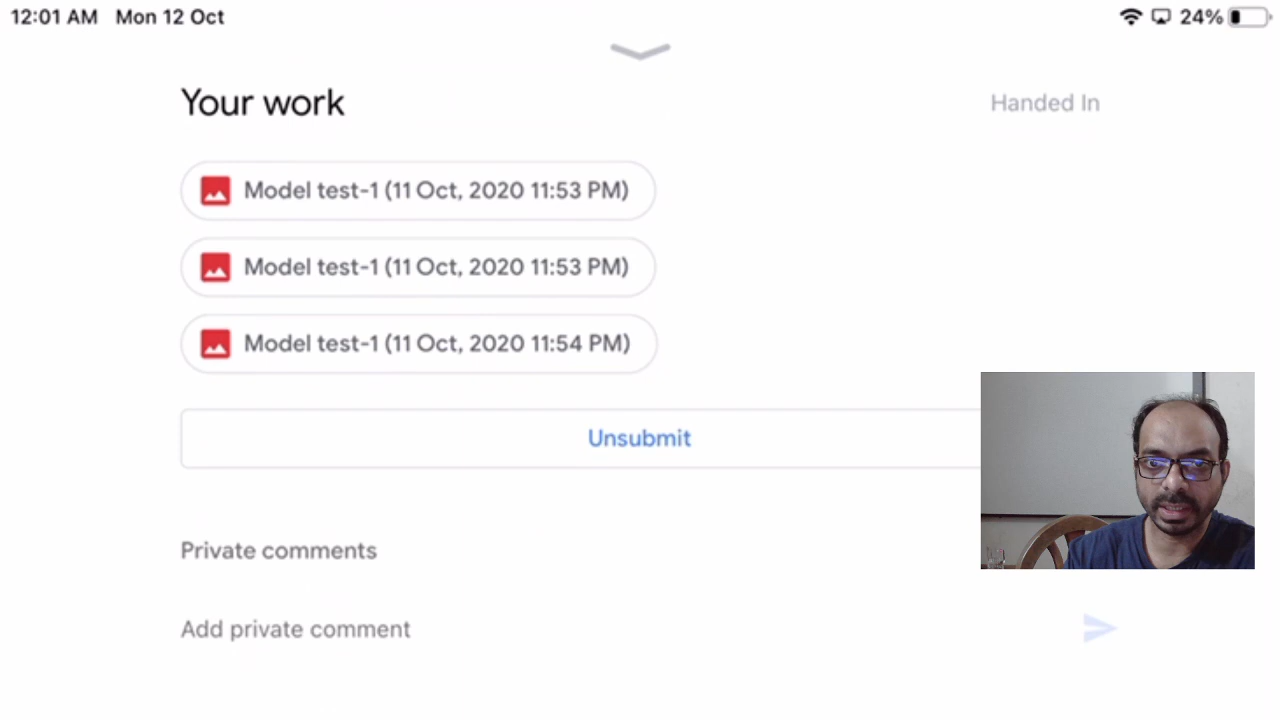 12:01 AM Mon 12 Oct 24%
Your work
Handed In
Model test-1 (11 Oct, 2020 11:53 PM)
Model test-1 (11 Oct, 2020 11:53 PM)
Model test-1 (11 Oct, 2020 11:54 PM)
Unsubmit
Private comments
Add private comment